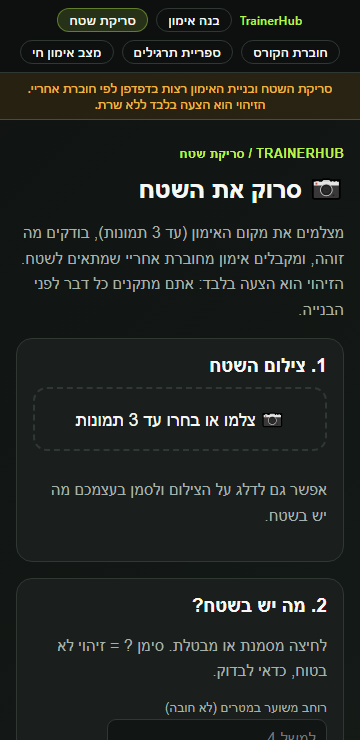 TrainerHub
בנה אימון
סריקת שטח
חוברת הקורס
ספריית תרגילים
מצב אימון חי
סריקת השטח ובניית האימון רצות בדפדפן לפי חוברת אחריי.
הזיהוי הוא הצעה בלבד ללא שרת.
TRAINERHUB / סריקת שטח
סרוק את השטח
מצלמים את מקום האימון (עד 3 תמונות), בודקים מה
זוהה, ומקבלים אימון מחוברת אחריי שמתאים לשטח.
הזיהוי הוא הצעה בלבד: אתם מתקנים כל דבר לפני
הבנייה.
1. צילום השטח
צלמו או בחרו עד 3 תמונות
אפשר גם לדלג על הצילום ולסמן בעצמכם מה
יש בשטח.
2. מה יש בשטח?
לחיצה מסמנת או מבטלת. סימן ? = זיהוי לא
בטוח, כדאי לבדוק.
רוחב משוער במטרים (לא חובה)
למשל 4